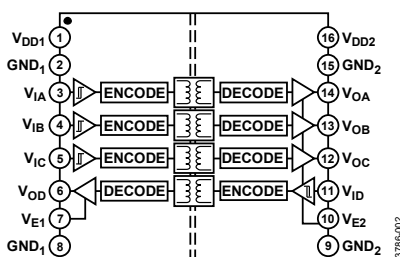 VDD1 1 16 VDD2
GND1 2 15 GND2
VIA 3 ENCODE DECODE 14 VOA
VIB 4 ENCODE DECODE 13 VOB
VIC 5 ENCODE DECODE 12 VOC
VOD 6 DECODE ENCODE 11 VID
VE1 7 10 VE2
GND1 8 9 GND2
3786-002